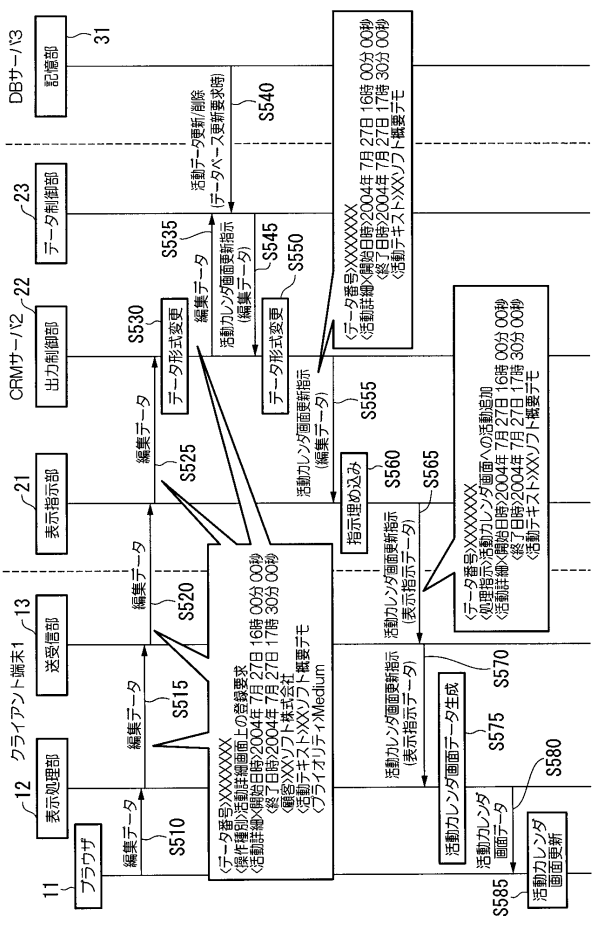 クライアント端末1
CRMサーバ2
DBサーバ3
11
ブラウザ
12
表示処理部
13
送受信部
21
表示指示部
22
出力制御部
23
データ制御部
31
記憶部
編集データ
S510
編集データ
S515
編集データ
S520
編集データ
S525
S530
データ形式変更
編集データ
S535
活動データ更新/削除
(データベース更新要求時)
S540
活動カレンダ画面更新指示
(編集データ)
S545
データ形式変更
S550
活動カレンダ画面更新指示
(編集データ)
S555
指示埋め込み
S560
活動カレンダ画面更新指示
(表示指示データ)
S565
活動カレンダ画面更新指示
(表示指示データ)
S570
活動カレンダ画面データ生成
S575
活動カレンダ
画面データ
S580
S585
活動カレンダ
画面更新
<データ番号>XXXXXXXX
<操作種別>活動詳細画面上の登録要求
<活動詳細><開始日時>2004年 7月 27日 16時 00分 00秒
<終了日時>2004年 7月 27日 17時 30分 00秒
<顧客>XXソフト株式会社
<活動テキスト>XXソフト概要デモ
<プライオリティ>Medium
<データ番号>XXXXXXXX
<活動詳細><開始日時>2004年 7月 27日 16時 00分 00秒
<終了日時>2004年 7月 27日 17時 30分 00秒
<活動テキスト>XXソフト概要デモ
<データ番号>XXXXXXXX
<処理指示>活動カレンダ画面への活動追加
<活動詳細><開始日時>2004年 7月 27日 16時 00分 00秒
<終了日時>2004年 7月 27日 17時 30分 00秒
<活動テキスト>XXソフト概要デモ